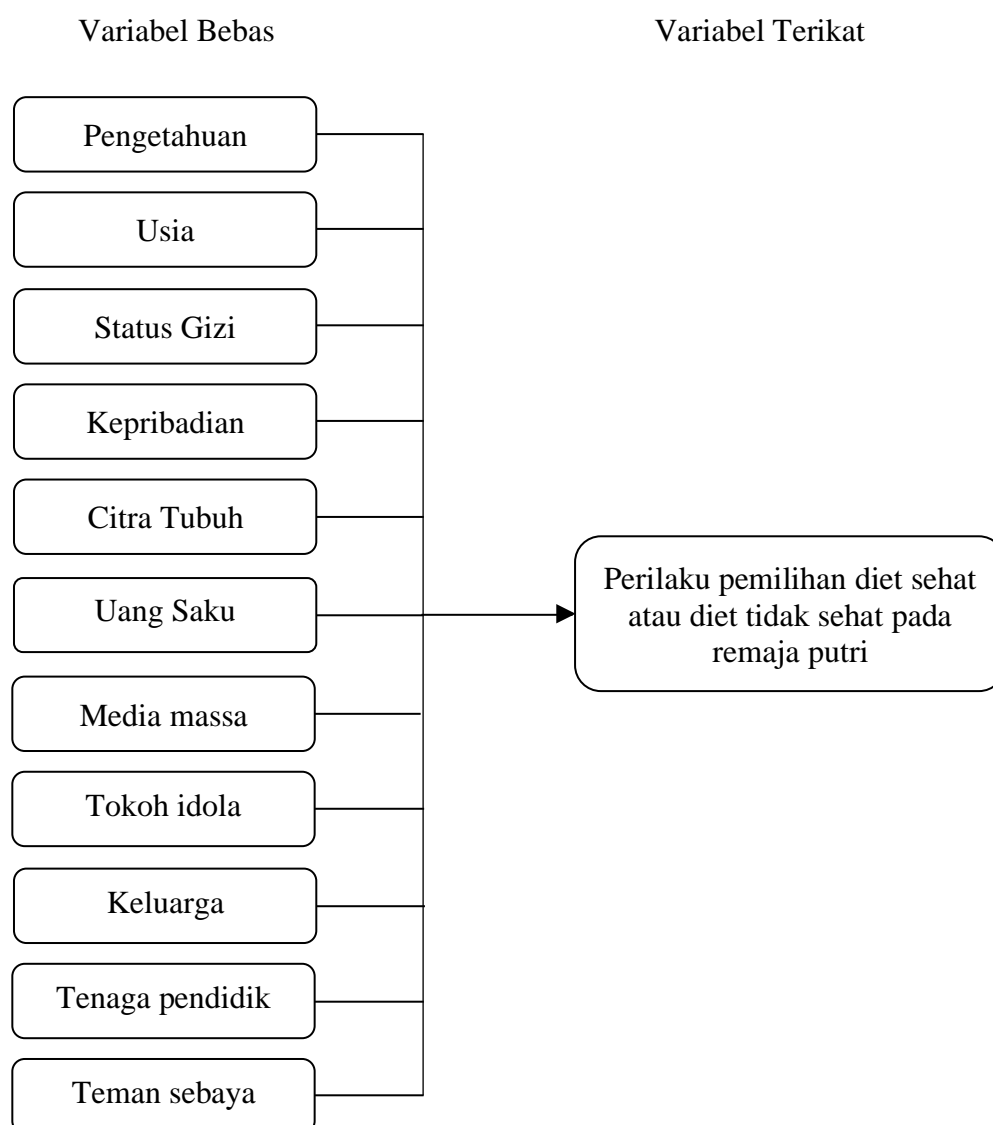 Variabel Bebas
Variabel Terikat
Pengetahuan
Usia
Status Gizi
Kepribadian
Citra Tubuh
Uang Saku
Media massa
Tokoh idola
Keluarga
Tenaga pendidik
Teman sebaya
Perilaku pemilihan diet sehat
atau diet tidak sehat pada
remaja putri